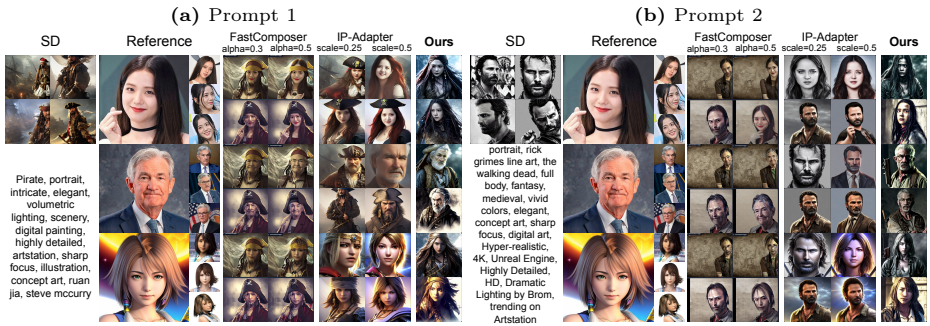 (a) Prompt 1
SD
Reference
FastComposer
alpha=0.3 alpha=0.5
IP-Adapter
scale=0.25 scale=0.5
Ours
Pirate, portrait,
intricate, elegant,
volumetric
lighting, scenery,
digital painting,
highly detailed,
artstation, sharp
focus, illustration,
concept art, ruan
jia, steve mccurry
(b) Prompt 2
SD
Reference
FastComposer
alpha=0.3 alpha=0.5
IP-Adapter
scale=0.25 scale=0.5
Ours
portrait, rick
grimes line art, the
walking dead, full
body, fantasy,
medieval, vivid
colors, elegant,
concept art, sharp
focus, digital art,
Hyper-realistic,
4K, Unreal Engine,
Highly Detailed,
HD, Dramatic
Lighting by Brom,
trending on
Artstation